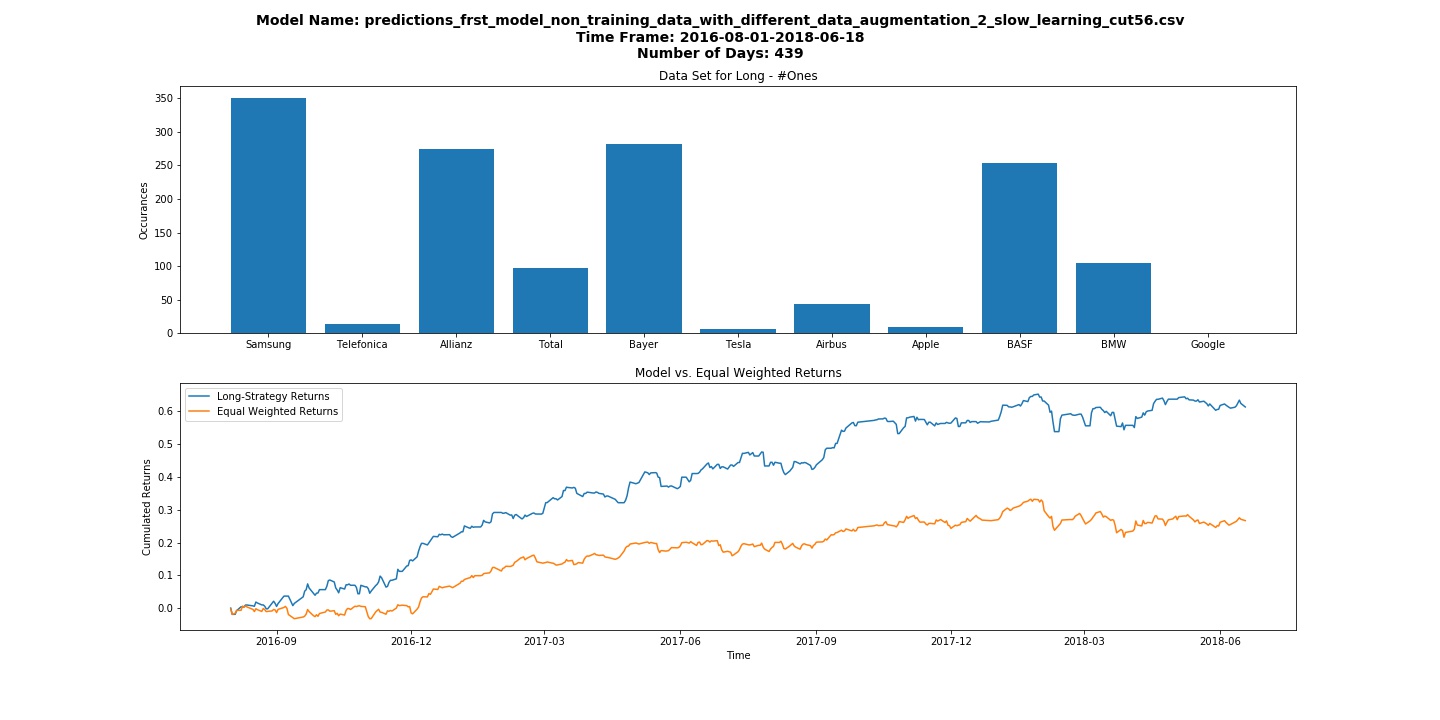 Model Name: predictions_frst_model_non_training_data_with_different_data_augmentation_2_slow_learning_cut56.csv
Time Frame: 2016-08-01-2018-06-18
Number of Days: 439
Data Set for Long - #Ones
350
300
250
200
150
100
50
0
Occurances
Samsung Telefonica Allianz Total Bayer Tesla Airbus Apple BASF BMW Google
Model vs. Equal Weighted Returns
Long-Strategy Returns
Equal Weighted Returns
0.6
0.5
0.4
0.3
0.2
0.1
0.0
Cumulated Returns
2016-09 2016-12 2017-03 2017-06 2017-09 2017-12 2018-03 2018-06
Time